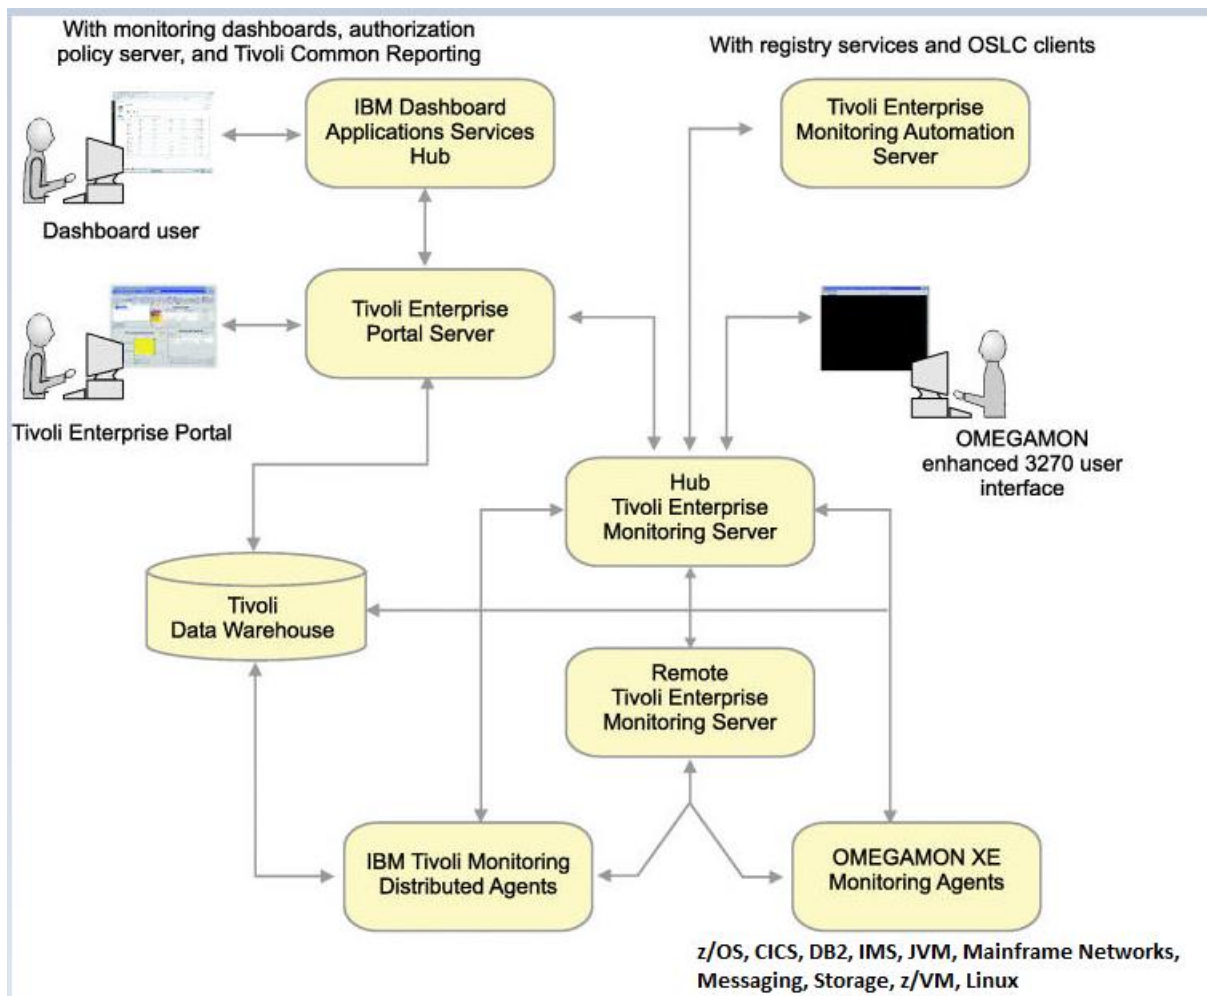 With monitoring dashboards, authorization
policy server, and Tivoli Common Reporting
With registry services and OSLC clients
IBM Dashboard
Applications Services
Hub
Tivoli Enterprise
Monitoring Automation
Server
Dashboard user
Tivoli Enterprise
Portal Server
Tivoli Enterprise Portal
OMEGAMON
enhanced 3270 user
interface
Hub
Tivoli Enterprise
Monitoring Server
Tivoli
Data Warehouse
Remote
Tivoli Enterprise
Monitoring Server
IBM Tivoli Monitoring
Distributed Agents
OMEGAMON XE
Monitoring Agents
z/OS, CICS, DB2, IMS, JVM, Mainframe Networks,
Messaging, Storage, z/VM, Linux